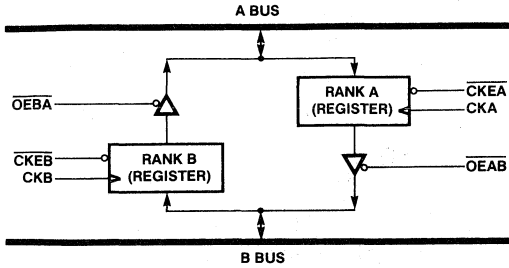 A BUS
RANK A
(REGISTER)
CKEA
CKA
OEBA
CKEB
CKB
RANK B
(REGISTER)
OEAB
B BUS